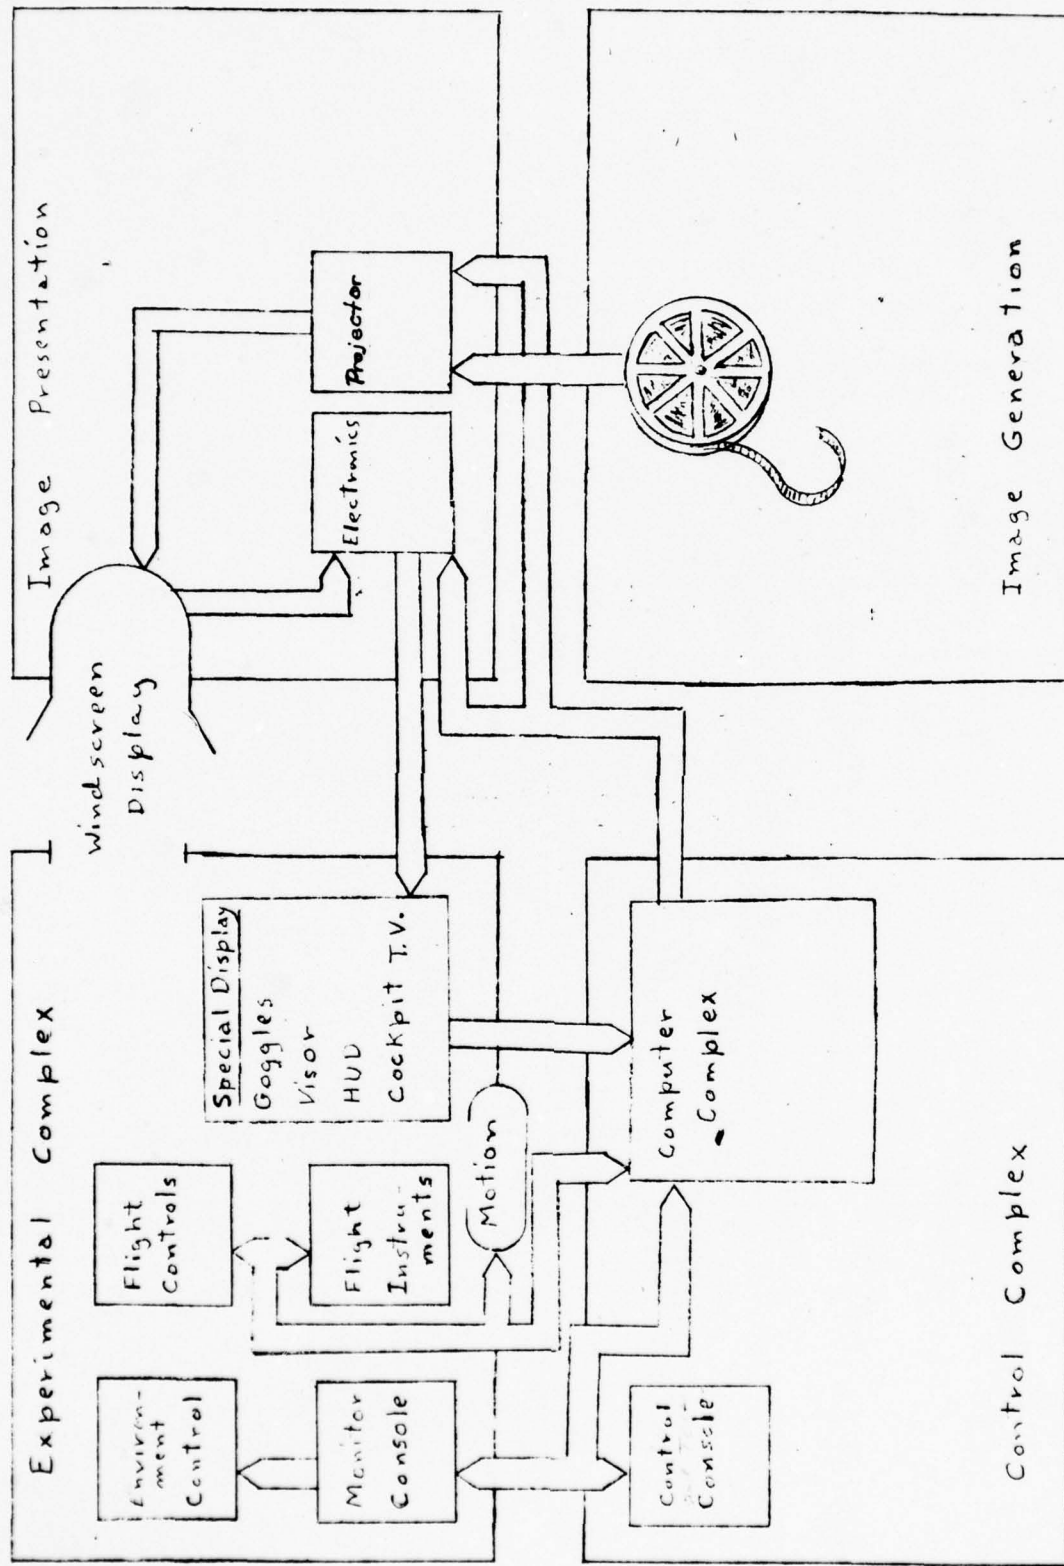 Experimental Complex
Image Presentation
Environ-
ment
Control
Flight
Controls
Special Display
Goggles
Visor
HUD
Cockpit T.V.
Windscreen
Display
Monitor
Console
Flight
Instru-
ments
Electronics
Projector
Motion
Control
Console
Computer
Complex
Control Complex
Image Generation